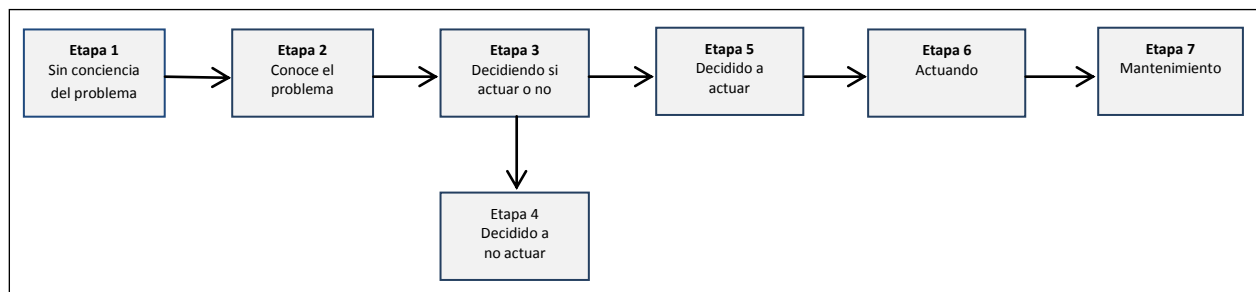 Etapa 1
Sin conciencia
del problema
Etapa 2
Conoce el
problema
Etapa 3
Decidiendo si
actuar o no
Etapa 5
Decidido a
actuar
Etapa 6
Actuando
Etapa 7
Mantenimiento
Etapa 4
Decidido a
no actuar